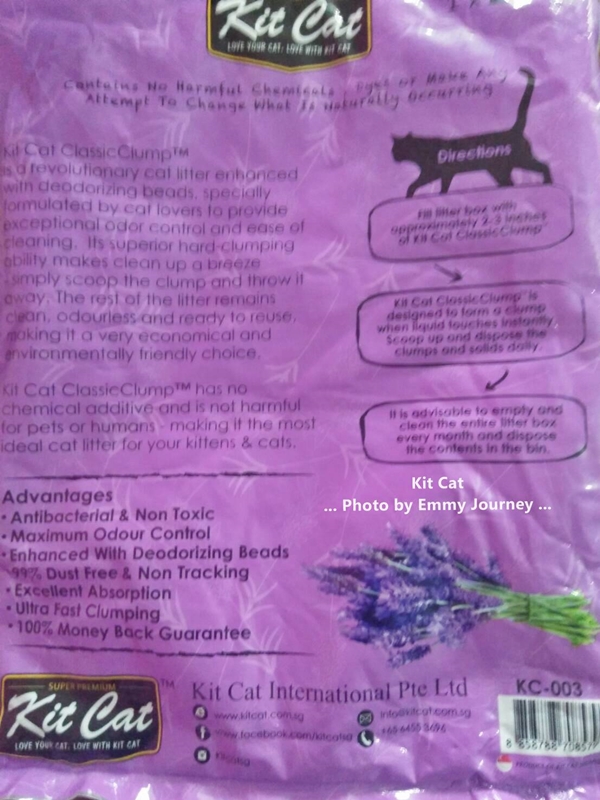 Kit Cat
LOVE YOUR CAT. LOVE WITH KIT CAT
Contains No Harmful Chemicals, Dyes or Make Any
Attempt To Change What Is Naturally Occurring
Kit Cat ClassicClump™
is a revolutionary cat litter enhanced
with deodorizing beads, specially
formulated by cat lovers to provide
exceptional odor control and ease of
cleaning. Its superior hard-clumping
ability makes clean up a breeze
simply scoop the clump and throw it
away. The rest of the litter remains
clean, odourless and ready to reuse,
making it a very economical and
environmentally friendly choice.
Kit Cat ClassicClump™ has no
chemical additive and is not harmful
for pets or humans - making it the most
ideal cat litter for your kittens & cats.
Directions
Fill litter box with
approximately 2-3 inches
of Kit Cat ClassicClump™
Kit Cat ClassicClump™ is
designed to form a clump
when liquid touches instantly.
Scoop up and dispose the
clumps and solids daily.
It is advisable to empty and
clean the entire litter box
every month and dispose
the contents in the bin.
Advantages
• Antibacterial & Non Toxic
• Maximum Odour Control
• Enhanced With Deodorizing Beads
• 99% Dust Free & Non Tracking
• Excellent Absorption
• Ultra Fast Clumping
• 100% Money Back Guarantee
Kit Cat
... Photo by Emmy Journey ...
SUPER PREMIUM
Kit Cat™
LOVE YOUR CAT. LOVE WITH KIT CAT
Kit Cat International Pte Ltd
www.kitcat.com.sg
info@kitcat.com.sg
www.facebook.com/kitcatsg
kitcatsg
KC-003